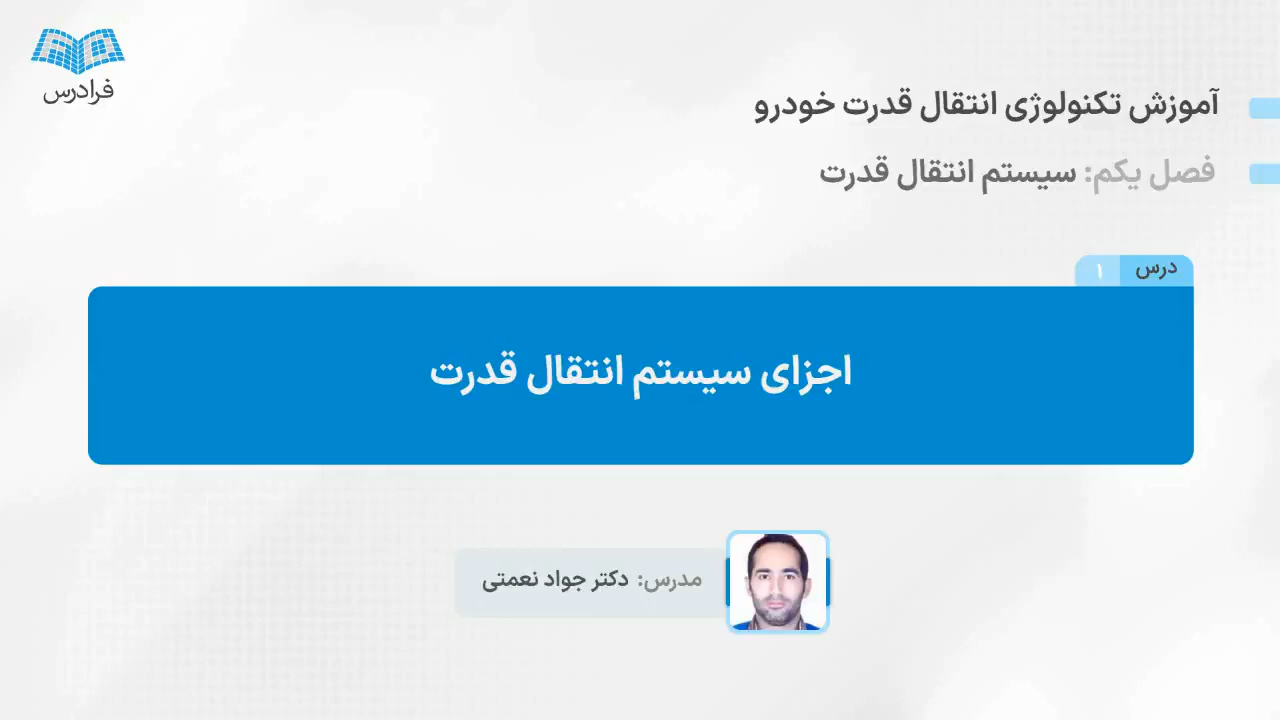 فرادرس
آموزش تکنولوژی انتقال قدرت خودرو
فصل یکم: سیستم انتقال قدرت
درس ۱
اجزای سیستم انتقال قدرت
مدرس: دکتر جواد نعمتی